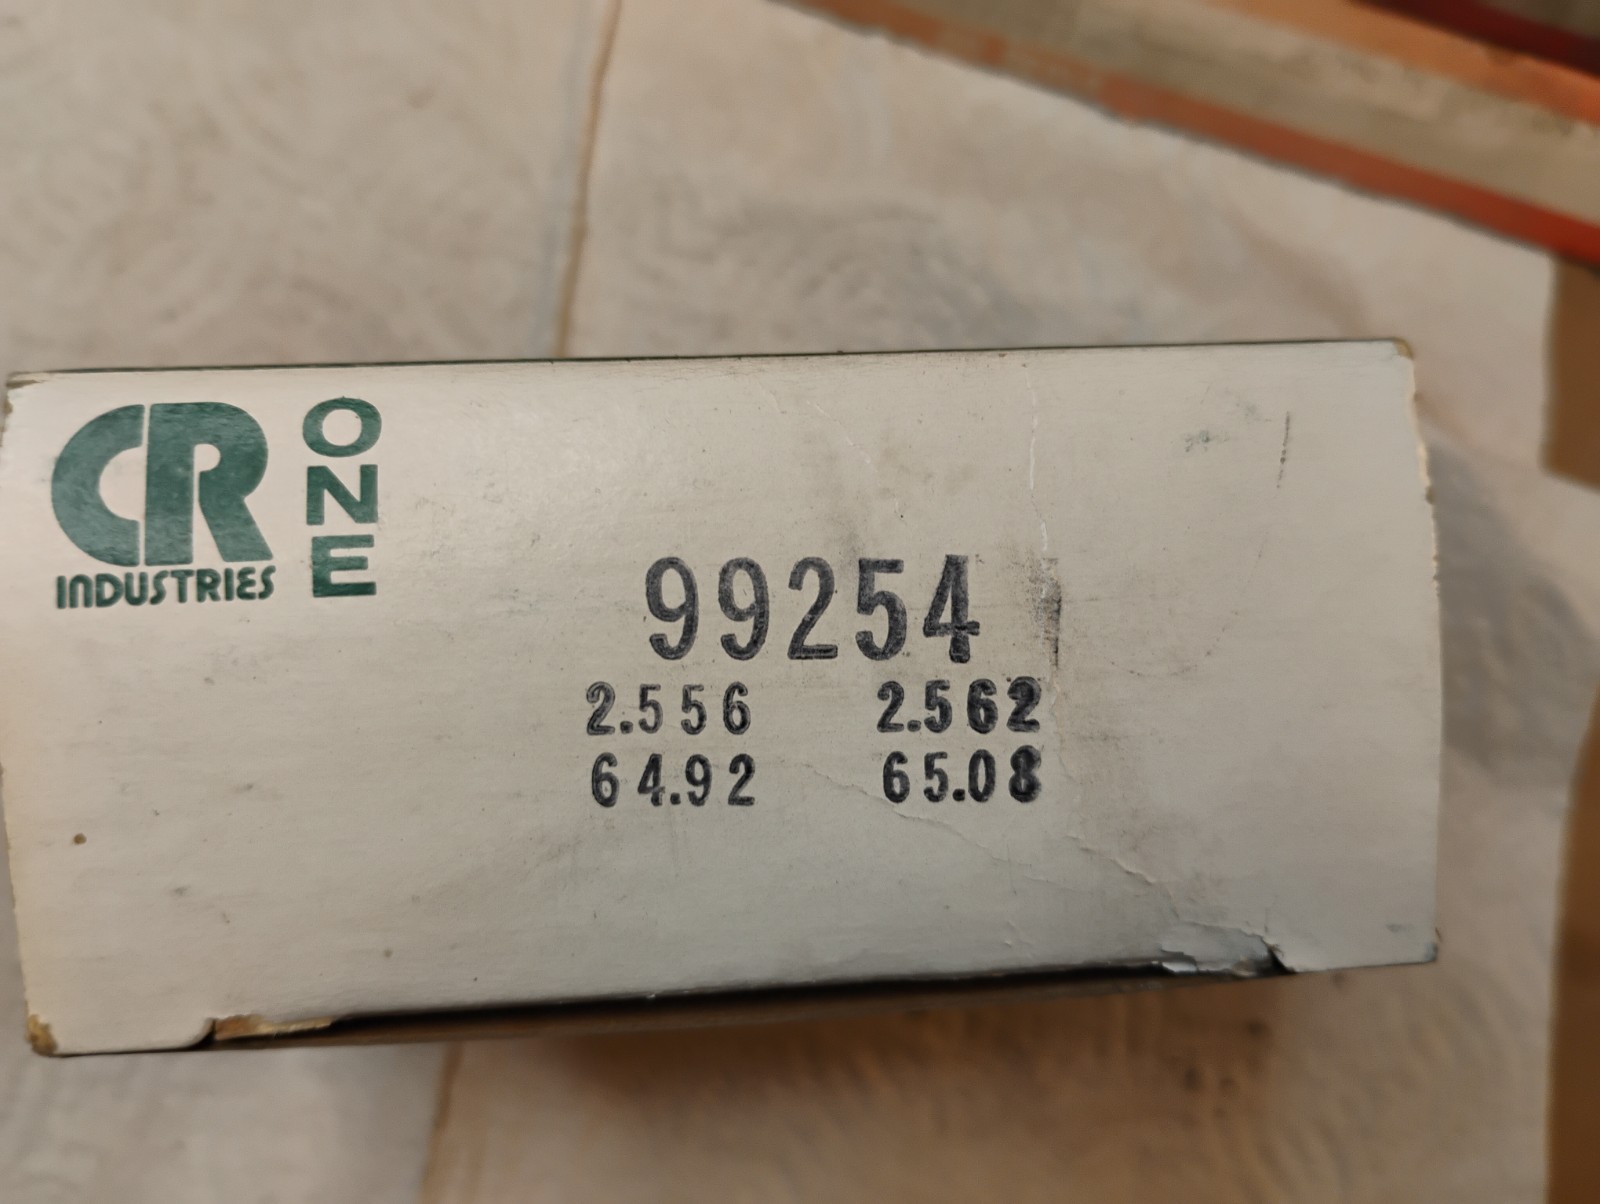 CR
INDUSTRIES
ONE
99254
2.556 2.562
64.92 65.08